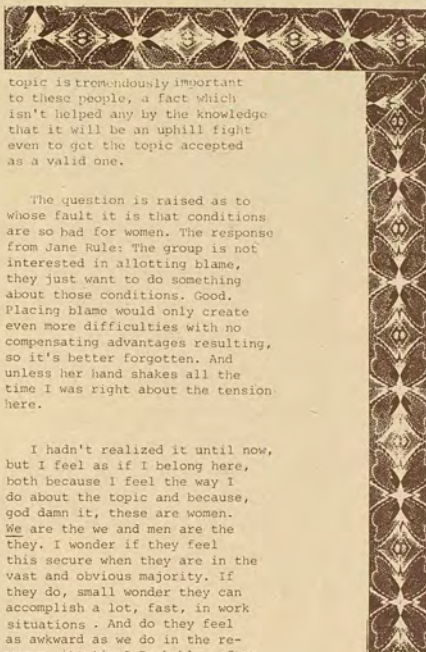 topic is tremendously important
to these people, a fact which
isn't helped any by the knowledge
that it will be an uphill fight
even to get the topic accepted
as a valid one.
The question is raised as to
whose fault it is that conditions
are so bad for women. The response
from Jane Rule: The group is not
interested in allotting blame,
they just want to do something
about those conditions. Good.
Placing blame would only create
even more difficulties with no
compensating advantages resulting,
so it's better forgotten. And
unless her hand shakes all the
time I was right about the tension
here.
I hadn't realized it until now,
but I feel as if I belong here,
both because I feel the way I
do about the topic and because,
god damn it, these are women.
We are the we and men are the
they. I wonder if they feel
this secure when they are in the
vast and obvious majority. If
they do, small wonder they can
accomplish a lot, fast, in work
situations . And do they feel
as awkward as we do in the re-